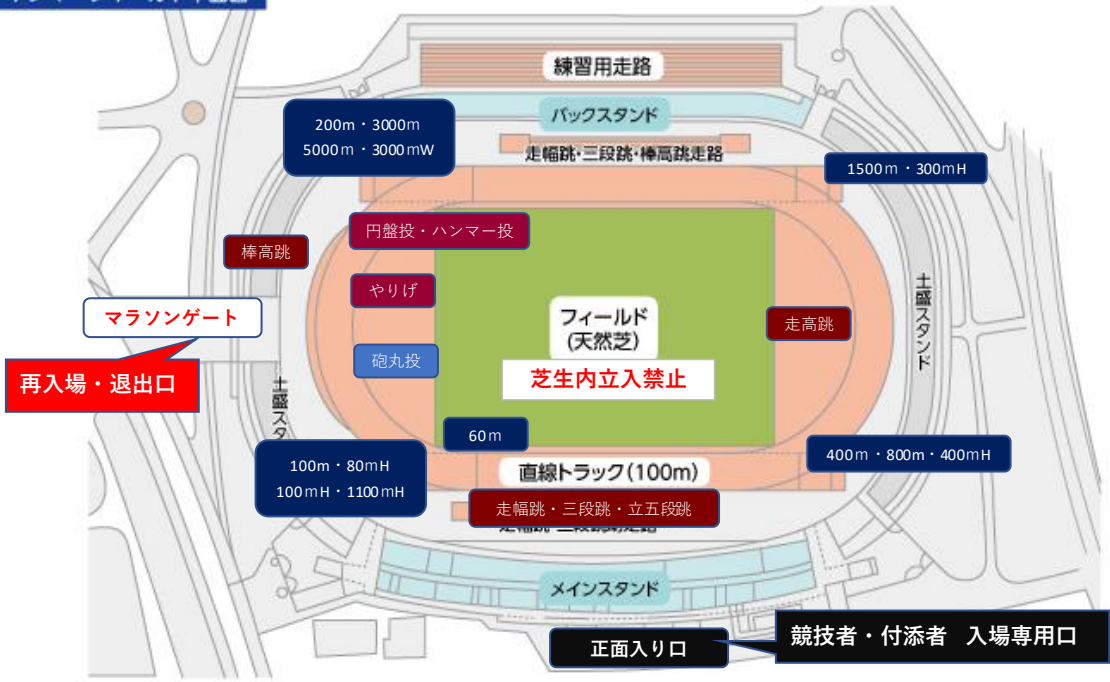 練習用走路
バックスタンド
200m・3000m
5000m・3000mW
走幅跳・三段跳・棒高跳走路
1500m・300mH
円盤投・ハンマー投
棒高跳
やりげ
マラソンゲート
フィールド
(天然芝)
走高跳
土盛スタンド
再入場・退出口
砲丸投
芝生内立入禁止
土盛スタ
60m
100m・80mH
100mH・1100mH
直線トラック(100m)
400m・800m・400mH
走幅跳・三段跳・立五段跳
メインスタンド
正面入り口
競技者・付添者　入場専用口